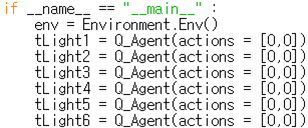 if __name__ == "__main__" :
    env = Environment.Env()
    tLight1 = Q_Agent(actions = [0,0])
    tLight2 = Q_Agent(actions = [0,0])
    tLight3 = Q_Agent(actions = [0,0])
    tLight4 = Q_Agent(actions = [0,0])
    tLight5 = Q_Agent(actions = [0,0])
    tLight6 = Q_Agent(actions = [0,0])